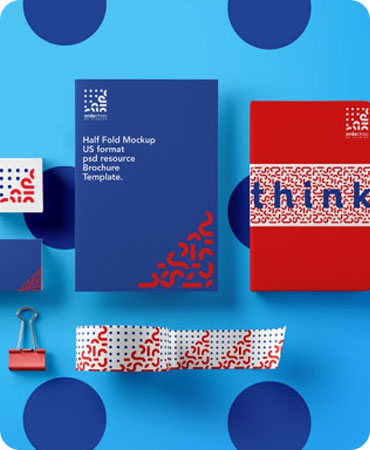 Half Fold Mockup
US format
psd resource
Brochure
Template.
think